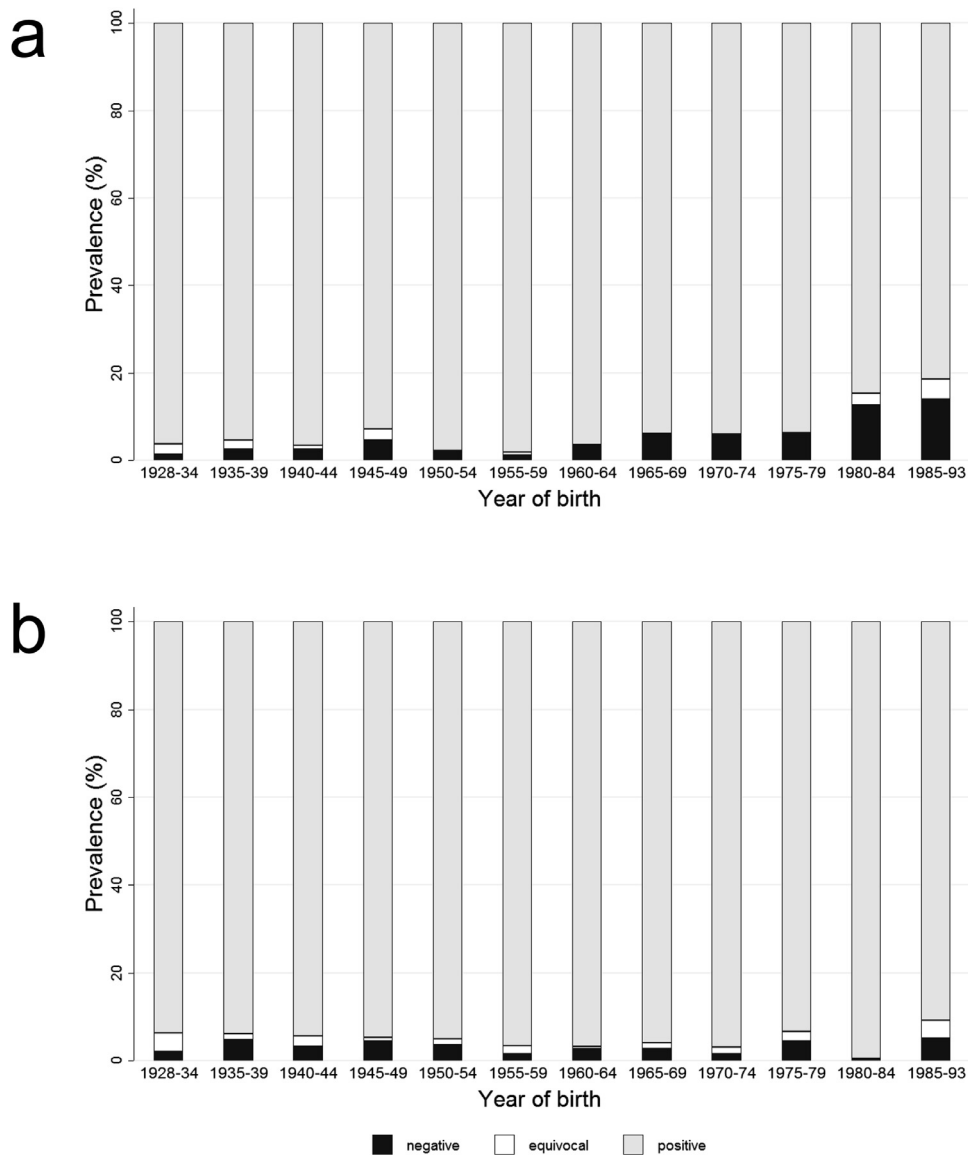 a
100
80
60
40
20
0
Prevalence (%)
1928-34 1935-39 1940-44 1945-49 1950-54 1955-59 1960-64 1965-69 1970-74 1975-79 1980-84 1985-93
Year of birth
b
100
80
60
40
20
0
Prevalence (%)
1928-34 1935-39 1940-44 1945-49 1950-54 1955-59 1960-64 1965-69 1970-74 1975-79 1980-84 1985-93
Year of birth
negative equivocal positive